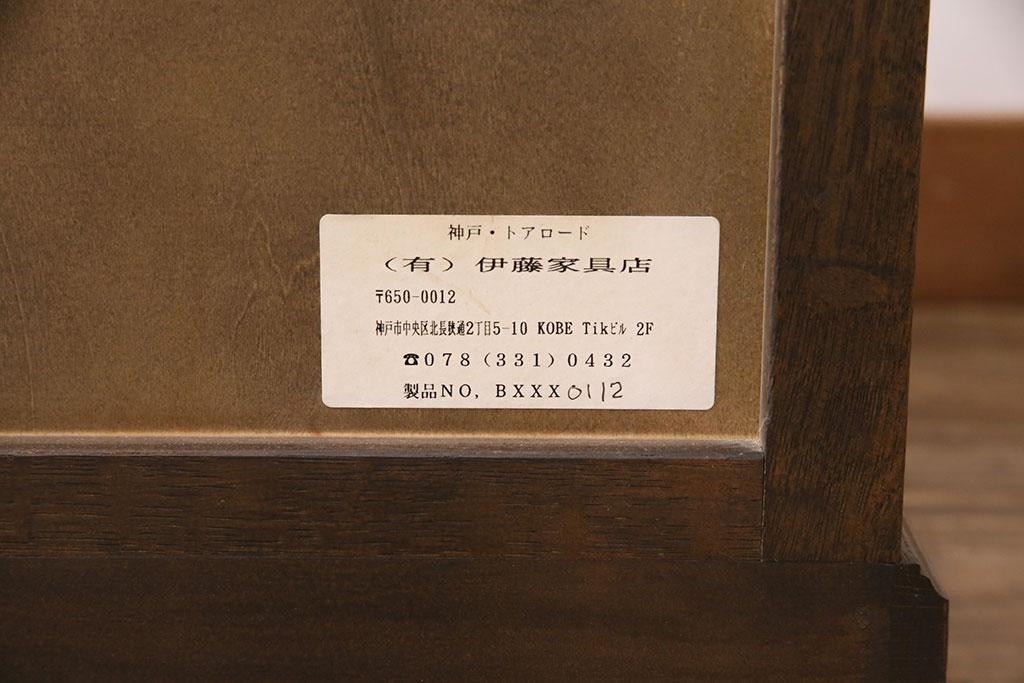 神戸・トアロード
（有）伊藤家具店
〒650-0012
神戸市中央区北長狭通2丁目5-10 KOBE Tikビル 2F
☎078(331)0432
製品NO, BXXX0112